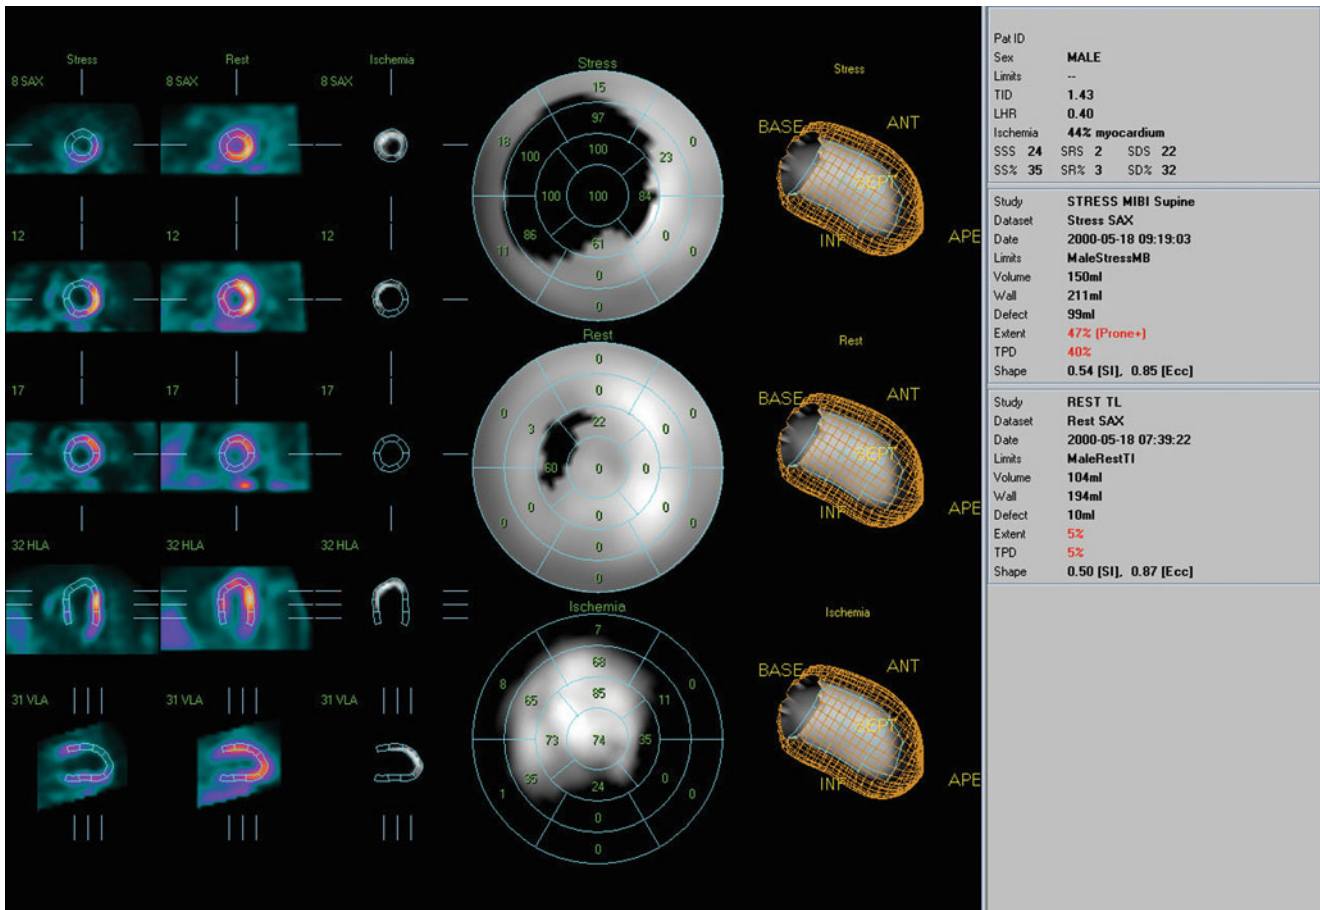 Stress Rest Ischemia
8 SAX 8 SAX 8 SAX
12 12 12
17 17 17
32 HLA 32 HLA 32 HLA
31 VLA 31 VLA 31 VLA
Stress
15
97
18 100 0
23
100 100 84
86 61 0
11 0
0
Rest
0
0
0 22 0
3 0
60 0 0
0 0 0
0 0 0
0
0
Ischemia
7
68
8 65 85 11 0
73 74 35
35 24 0
1 0 0
0
Stress
BASE ANT
SEPT
INF APE
Rest
BASE ANT
SEPT
INF APE
Ischemia
BASE ANT
SEPT
INF APE
Pat ID
Sex MALE
Limits --
TID 1.43
LHR 0.40
Ischemia 44% myocardium
SSS 24 SRS 2 SDS 22
SS% 35 SR% 3 SD% 32
Study STRESS MIBI Supine
Dataset Stress SAX
Date 2000-05-18 09:19:03
Limits MaleStressMB
Volume 150ml
Wall 211ml
Defect 99ml
Extent 47% (Prone+)
TPD 40%
Shape 0.54 [SI], 0.85 [Ecc]
Study REST TL
Dataset Rest SAX
Date 2000-05-18 07:39:22
Limits MaleRestTl
Volume 104ml
Wall 194ml
Defect 10ml
Extent 5%
TPD 5%
Shape 0.50 [SI], 0.87 [Ecc]